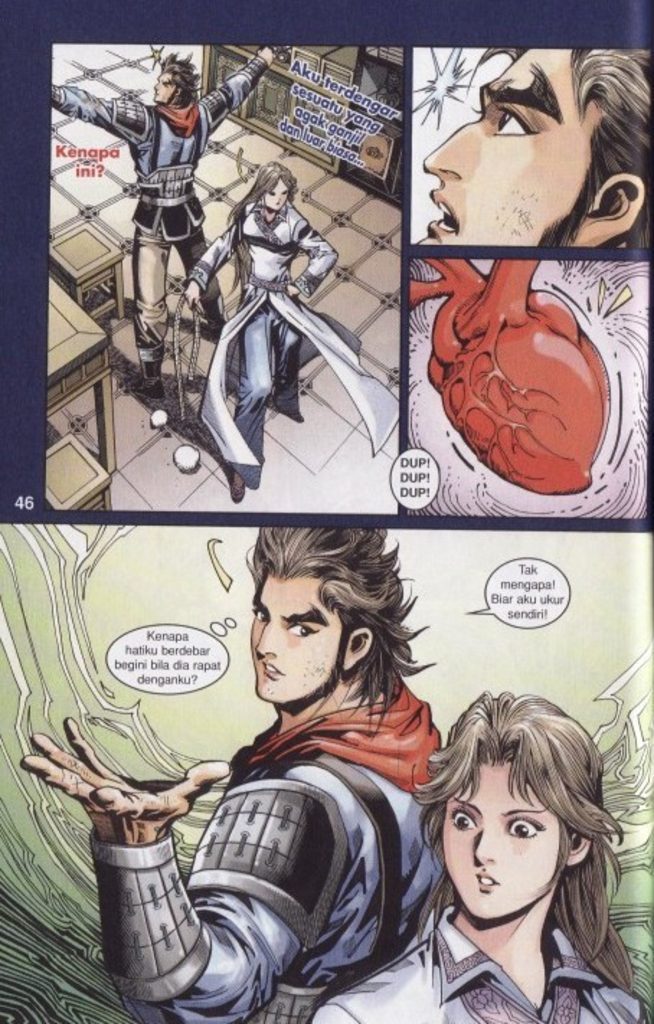 Kenapa
ini?
Aku terdengar
sesuatu yang
agak ganjil
dan luar biasa...
DUP!
DUP!
DUP!
46
Kenapa
hatiku berdebar
begini bila dia rapat
denganku?
Tak
mengapa!
Biar aku ukur
sendiri!